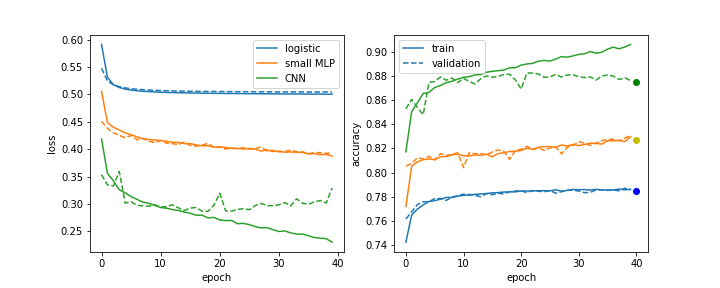 0.60
0.55
0.50
0.45
0.40
0.35
0.30
0.25
loss
0 10 20 30 40
epoch
logistic
small MLP
CNN
0.90
0.88
0.86
0.84
0.82
0.80
0.78
0.76
0.74
accuracy
0 10 20 30 40
epoch
train
validation